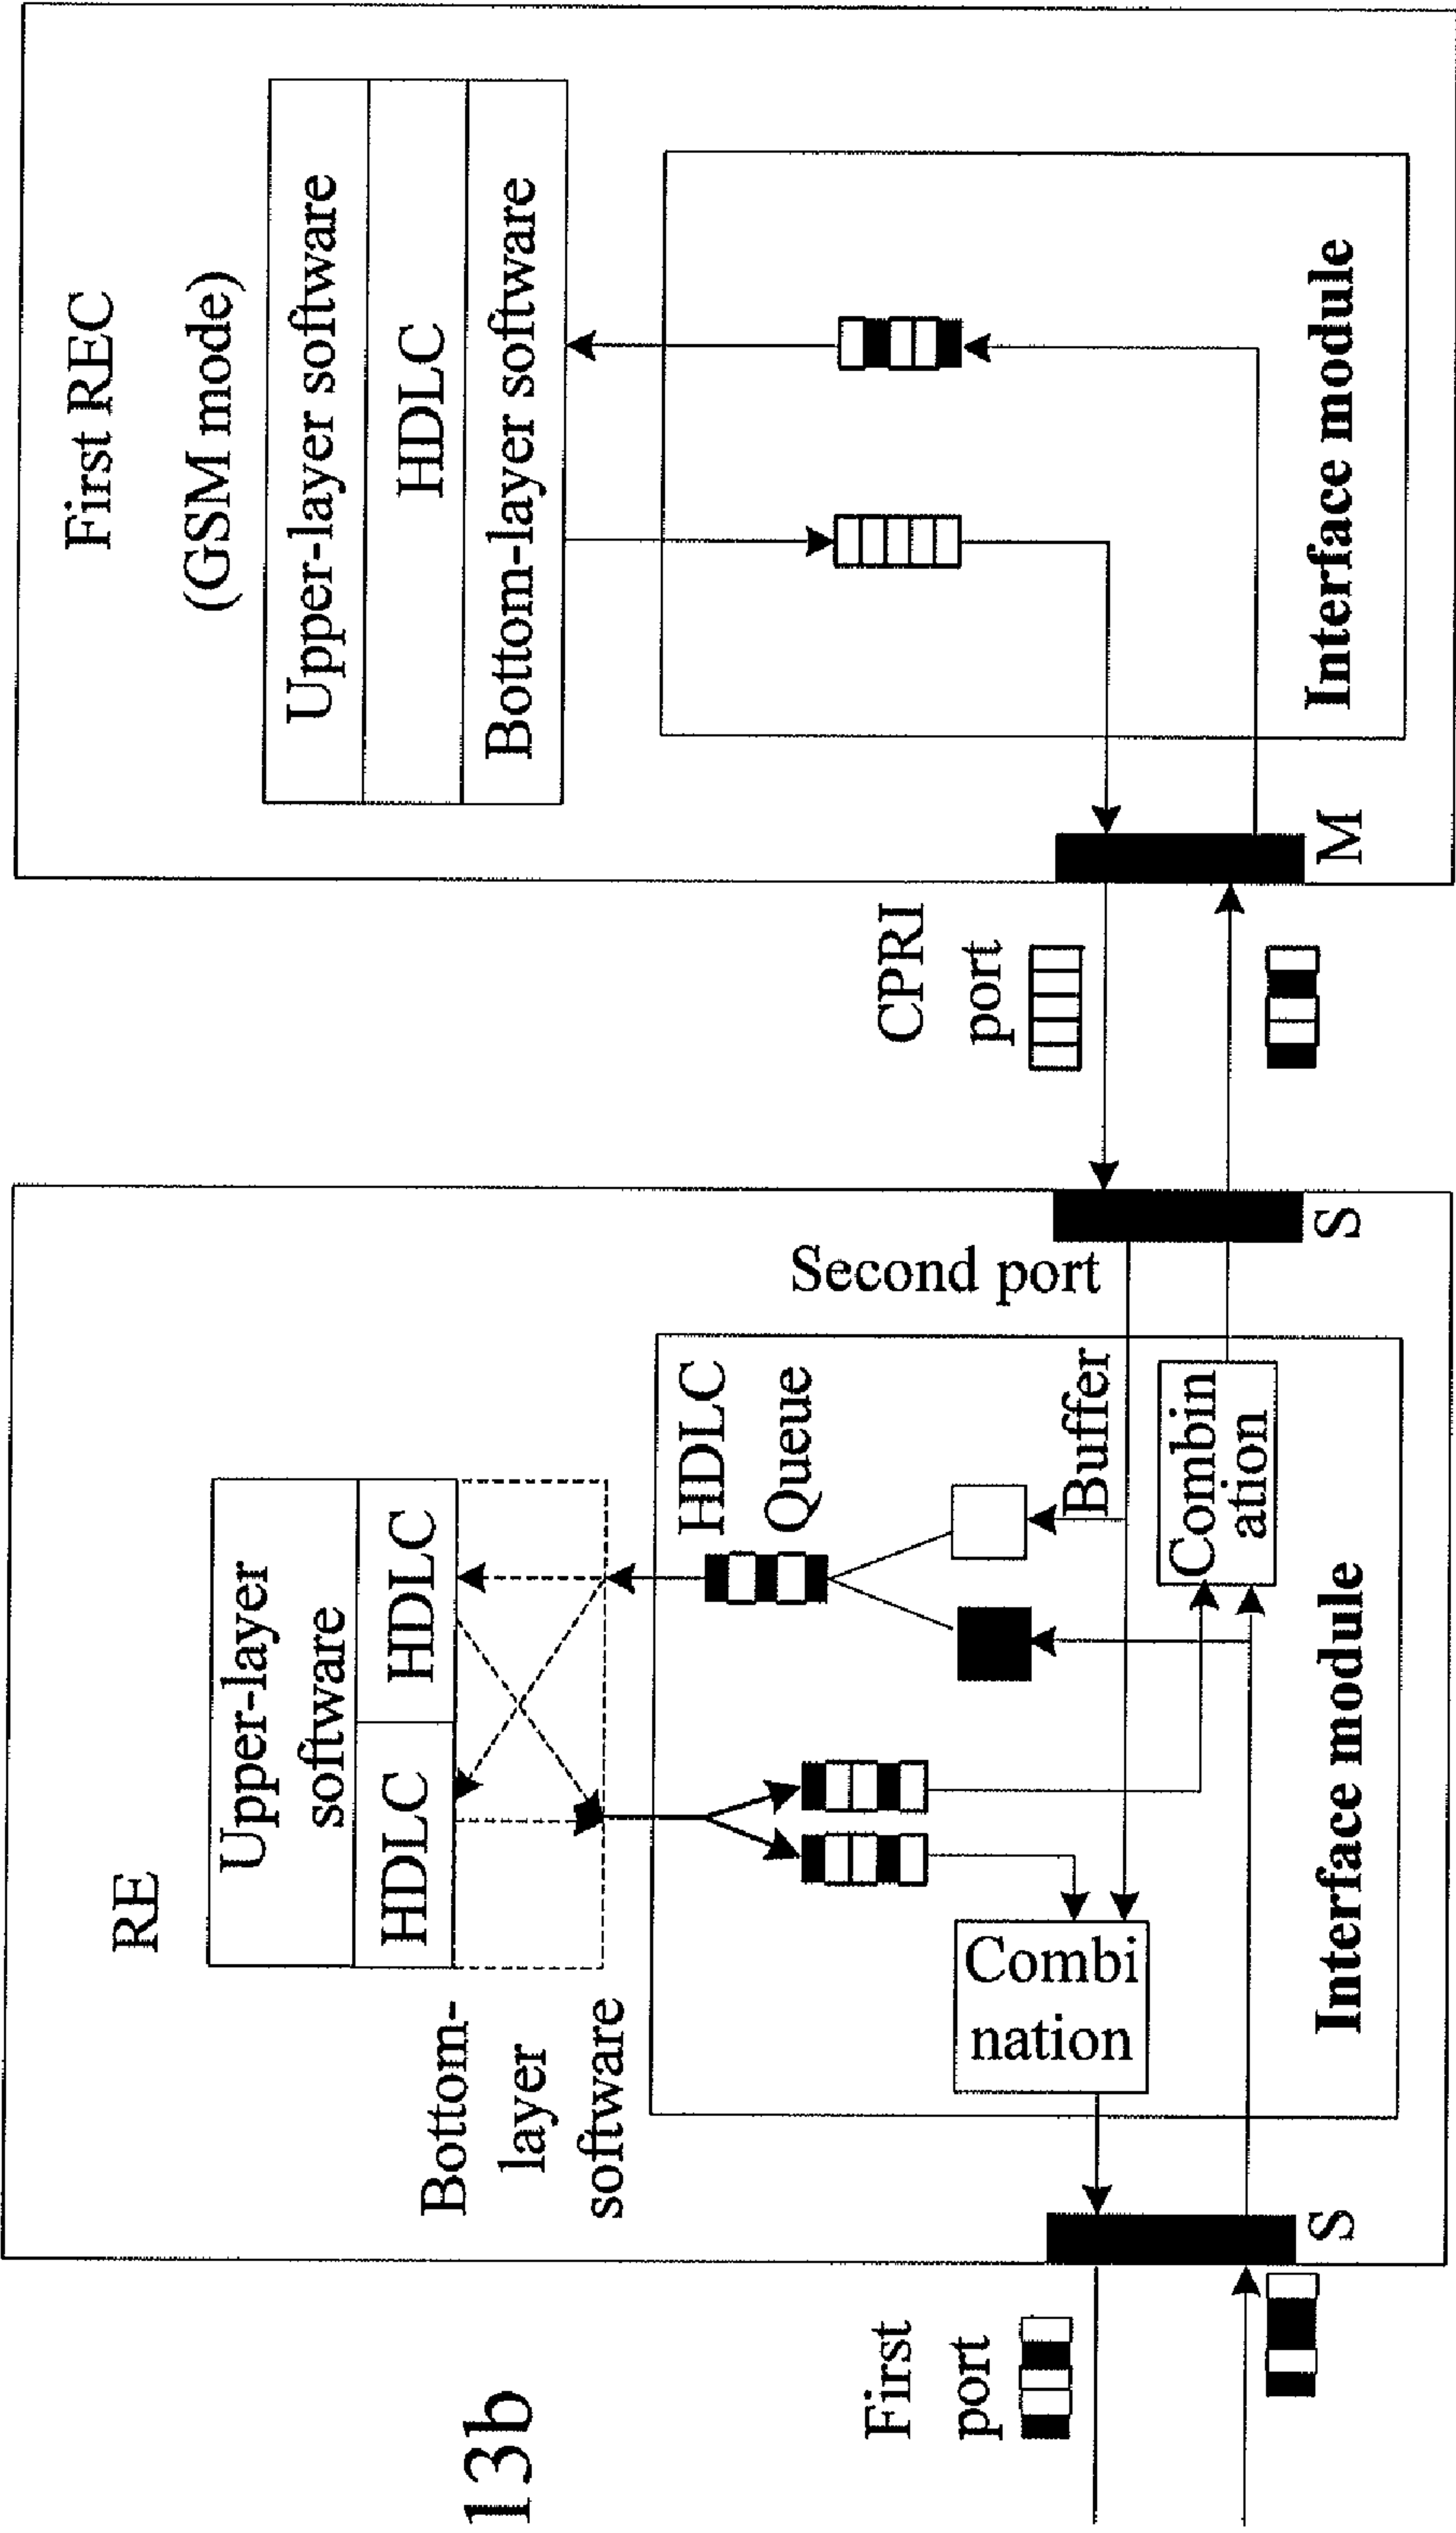 13b
RE
Upper-layer
software
HDLC
HDLC
Bottom-
layer
software
HDLC
Queue
Buffer
Combi
nation
Combin
ation
Interface module
First
port
S
Second port
S
CPRI
port
First REC
(GSM mode)
Upper-layer software
HDLC
Bottom-layer software
Interface module
M